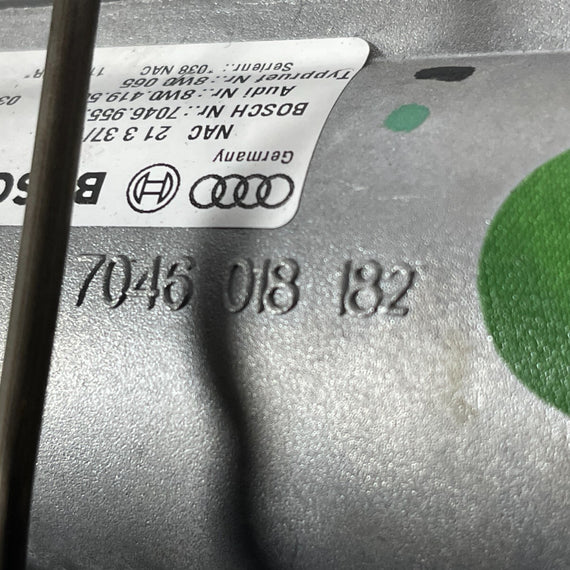 Germany
NAC 21 3 37/
BOSCH Nr.: 7046.955.
Audi Nr.: 8W0.419.5
Typpruef Nr.: 8W0 065
Serienr.: *038 NAC
7046 018 182